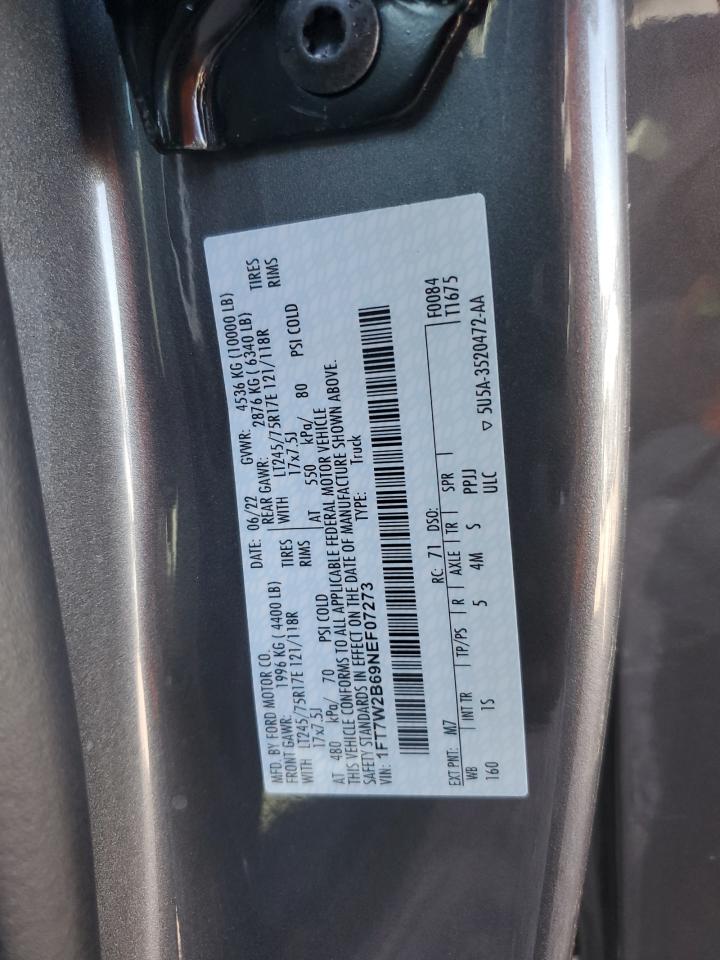 MFD. BY FORD MOTOR CO.
DATE: 06/22 GVWR: 4536 KG (10000 LB)
FRONT GAWR: 1996 KG ( 4400 LB) REAR GAWR: 2876 KG ( 6340 LB)
WITH LT245/75R17E 121/118R TIRES WITH LT245/75R17E 121/118R TIRES
17x7.5J RIMS 17x7.5J RIMS
AT 480 kPa/ 70 PSI COLD AT 550 kPa/ 80 PSI COLD
THIS VEHICLE CONFORMS TO ALL APPLICABLE FEDERAL MOTOR VEHICLE
SAFETY STANDARDS IN EFFECT ON THE DATE OF MANUFACTURE SHOWN ABOVE.
VIN: 1FT7W2B69NEF07273 TYPE: Truck
F0084
T1675
EXT PNT: M7 RC: 71 DSO:
WB INT TR TP/PS R AXLE TR SPR
160 1S 5 4M S PPJJ
ULC
▽ 5U5A-3520472-AA